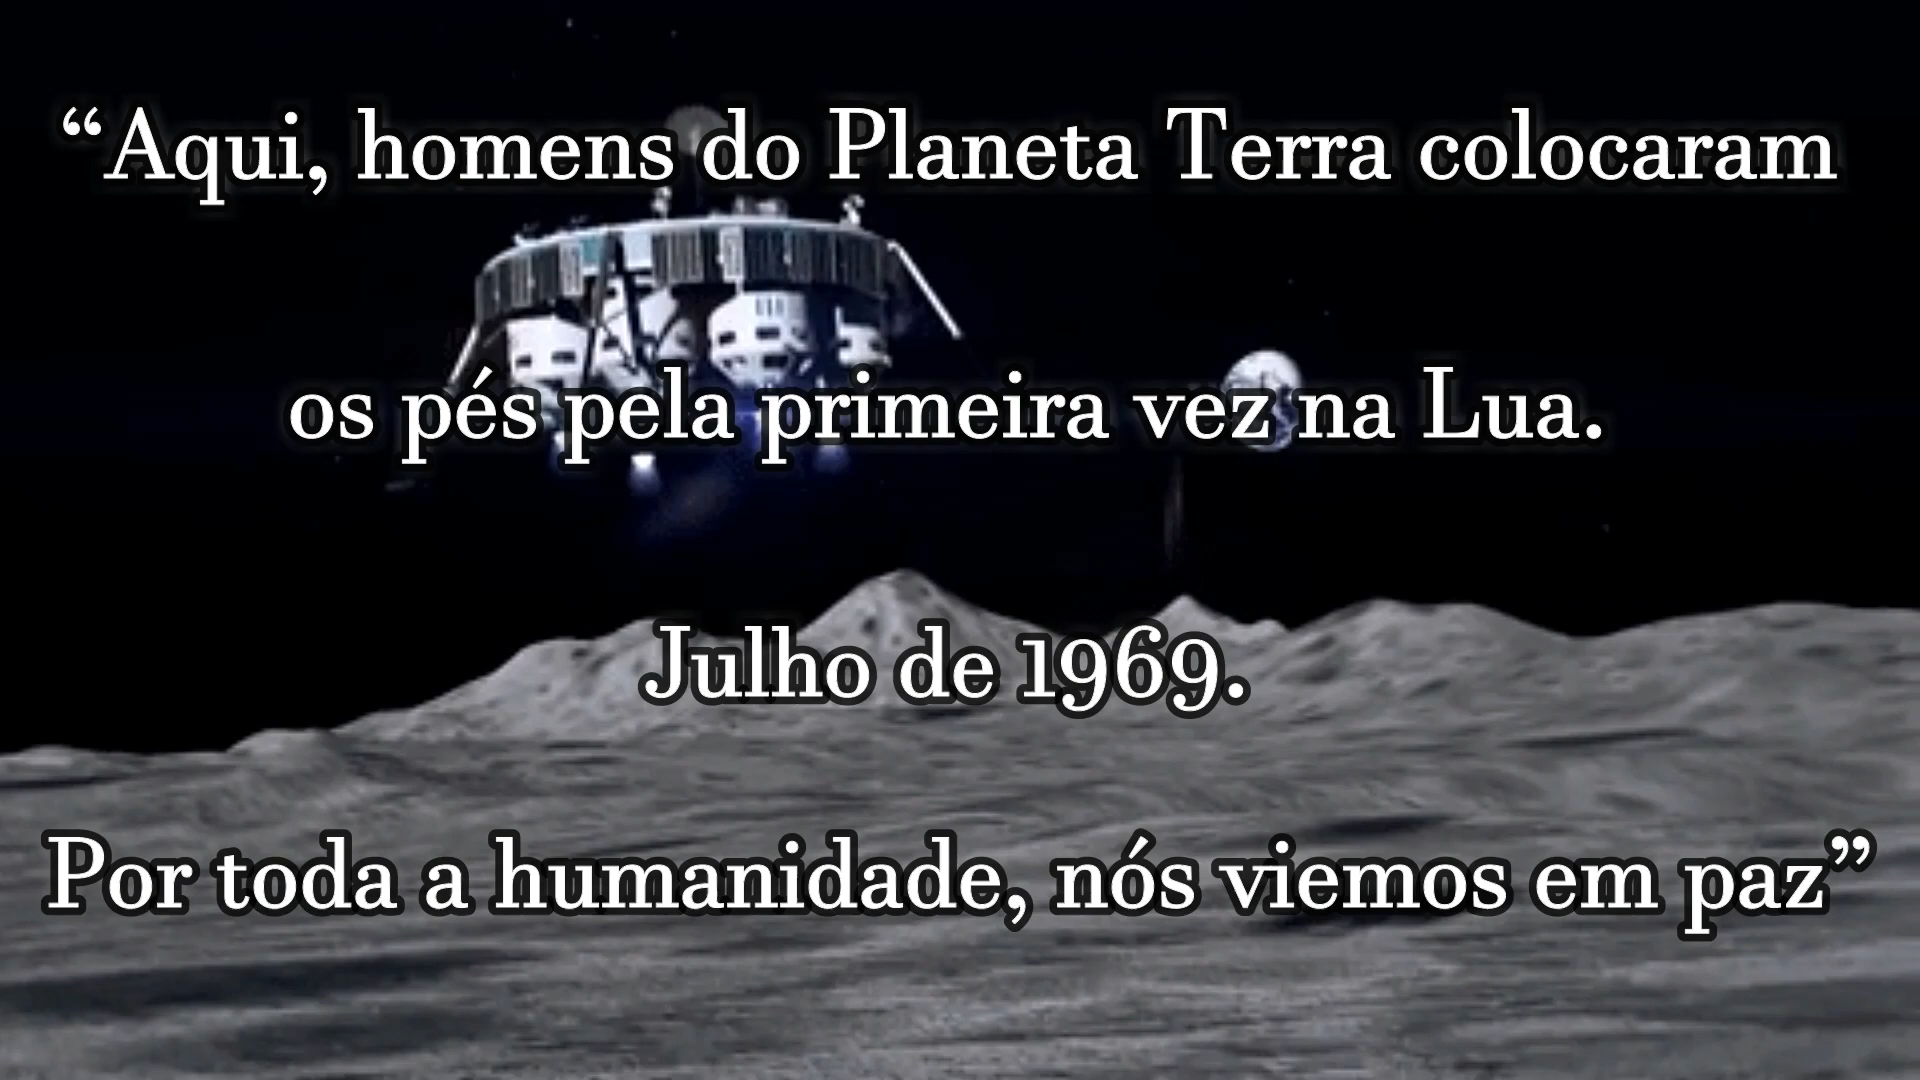 “Aqui, homens do Planeta Terra colocaram
os pés pela primeira vez na Lua.
Julho de 1969.
Por toda a humanidade, nós viemos em paz”